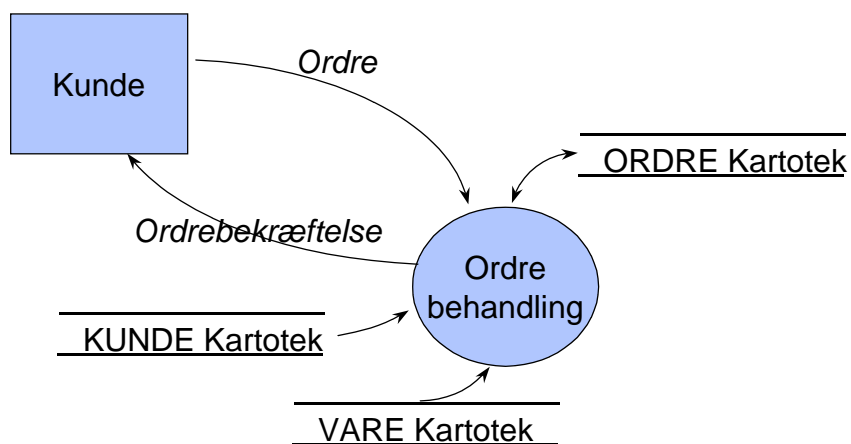 Ordre
Kunde
ORDRE Kartotek
Ordrebekræftelse
Ordre
behandling
KUNDE Kartotek
VARE Kartotek